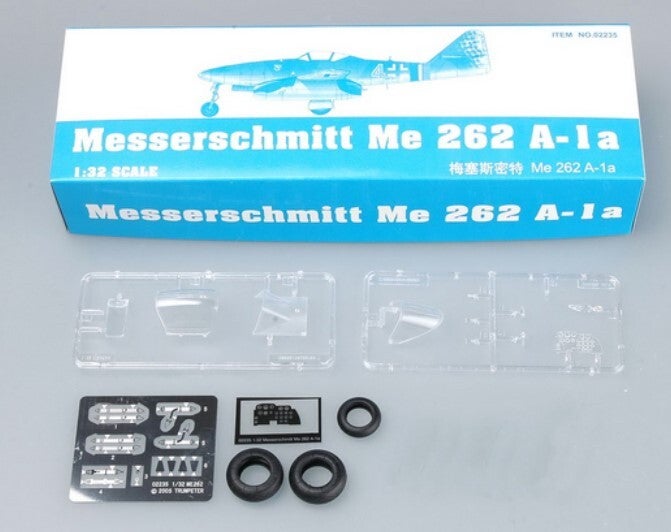 ITEM NO.02235
Messerschmitt Me 262 A-1a
1:32 SCALE
梅塞斯密特 Me 262 A-1a
Messerschmitt Me 262 A-1a
02235 1:32 Messerschmitt Me 262 A-1a
02235 1/32 ME262
© 2005 TRUMPETER